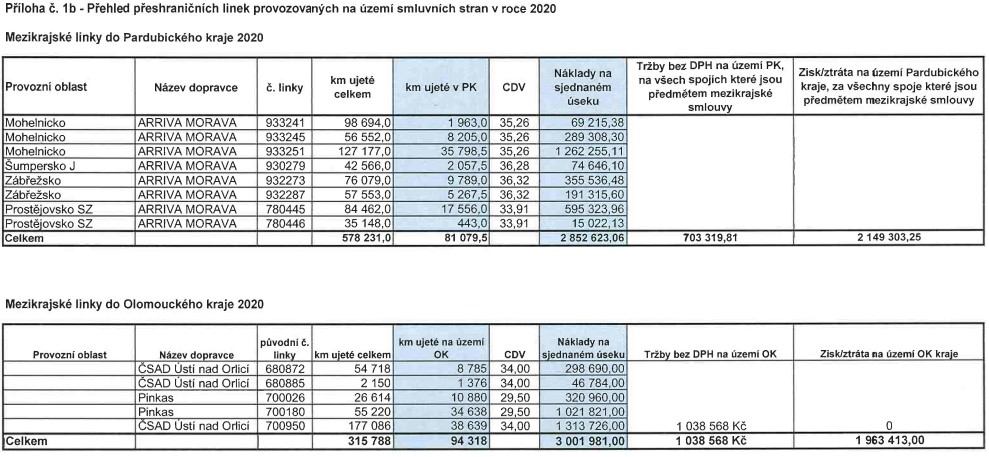 Příloha č. 1b - Přehled přeshraničních linek provozovaných na území smluvních stran v roce 2020
Mezikrajské linky do Pardubického kraje 2020
Provozní oblast Název dopravce č. linky km ujeté celkem km ujeté v PK CDV Náklady na sjednaném úseku Tržby bez DPH na území PK, na všech spojích které jsou předmětem mezikrajské smlouvy Zisk/ztráta na území Pardubického kraje, za všechny spoje které jsou předmětem mezikrajské smlouvy
Mohelnicko ARRIVA MORAVA 933241 98 694,0 1 963,0 35,26 69 215,38
Mohelnicko ARRIVA MORAVA 933245 56 552,0 8 205,0 35,26 289 308,30
Mohelnicko ARRIVA MORAVA 933251 127 177,0 35 798,5 35,26 1 262 255,11
Šumpersko J ARRIVA MORAVA 930279 42 566,0 2 057,5 36,28 74 646,10
Zábřežsko ARRIVA MORAVA 932273 76 079,0 9 789,0 36,32 355 536,48
Zábřežsko ARRIVA MORAVA 932287 57 553,0 5 267,5 36,32 191 315,60
Prostějovsko SZ ARRIVA MORAVA 780445 84 462,0 17 556,0 33,91 595 323,96
Prostějovsko SZ ARRIVA MORAVA 780446 35 148,0 443,0 33,91 15 022,13
Celkem 578 231,0 81 079,5 2 852 623,06 703 319,81 2 149 303,25
Mezikrajské linky do Olomouckého kraje 2020
Provozní oblast Název dopravce původní č. linky km ujeté celkem km ujeté na území OK CDV Náklady na sjednaném úseku Tržby bez DPH na území OK Zisk/ztráta na území OK kraje
ČSAD Ústí nad Orlicí 680872 54 718 8 785 34,00 298 690,00
ČSAD Ústí nad Orlicí 680885 2 150 1 376 34,00 46 784,00
Pinkas 700026 26 614 10 880 29,50 320 960,00
Pinkas 700180 55 220 34 638 29,50 1 021 821,00
ČSAD Ústí nad Orlicí 700950 177 086 38 639 34,00 1 313 726,00 1 038 568 Kč 0
Celkem 315 788 94 318 3 001 981,00 1 038 568 Kč 1 963 413,00